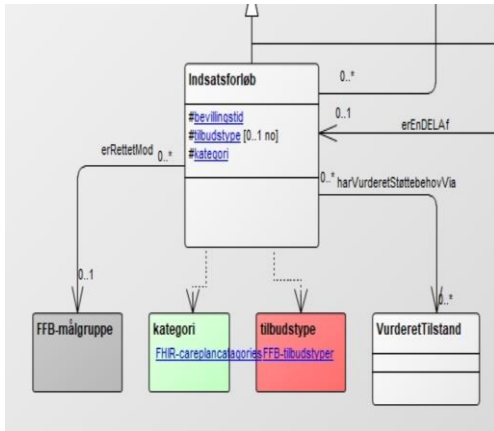 Indsatsforløb
0..*
#bevillingstid
#tilbudstype [0..1 no]
#kategori
0..1
erEnDELAf
erRettetMod
0..*
0..*
harVurderetStøttebehovVia
0..1
0..*
FFB-målgruppe
kategori
FHIR-careplancatagories
tilbudstype
FFB-tilbudstyper
VurderetTilstand